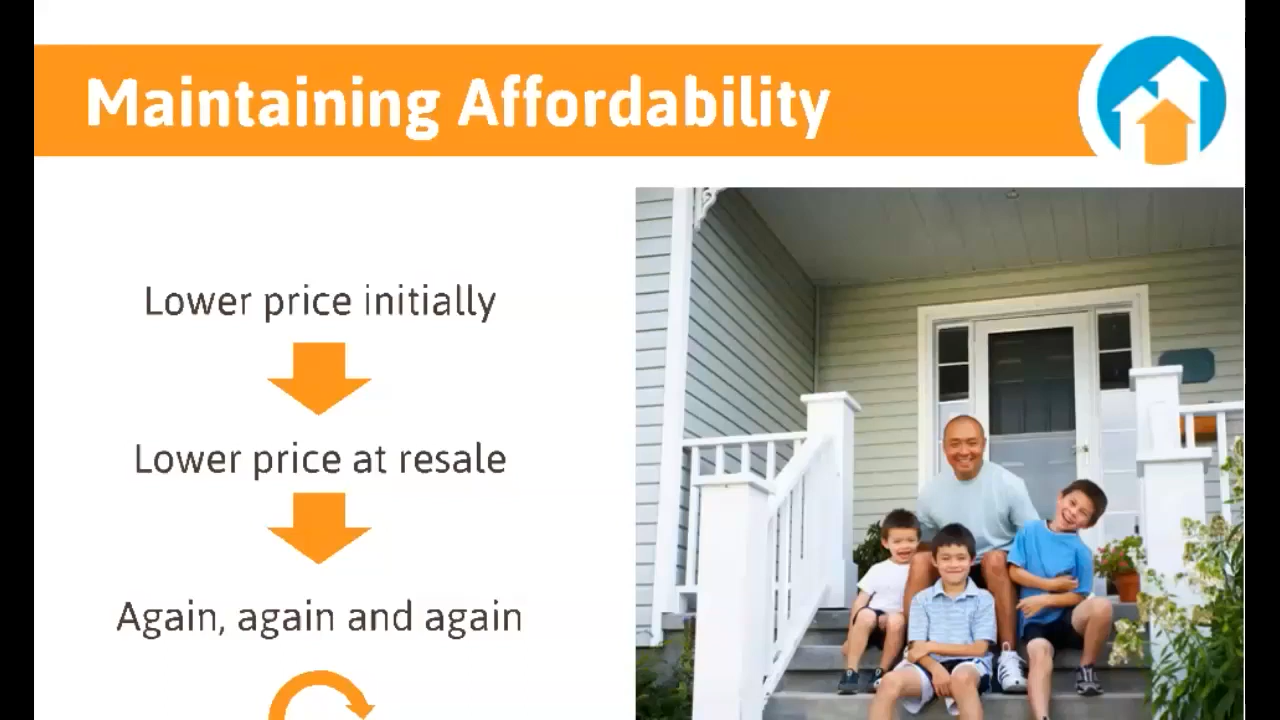 Maintaining Affordability
Lower price initially
Lower price at resale
Again, again and again